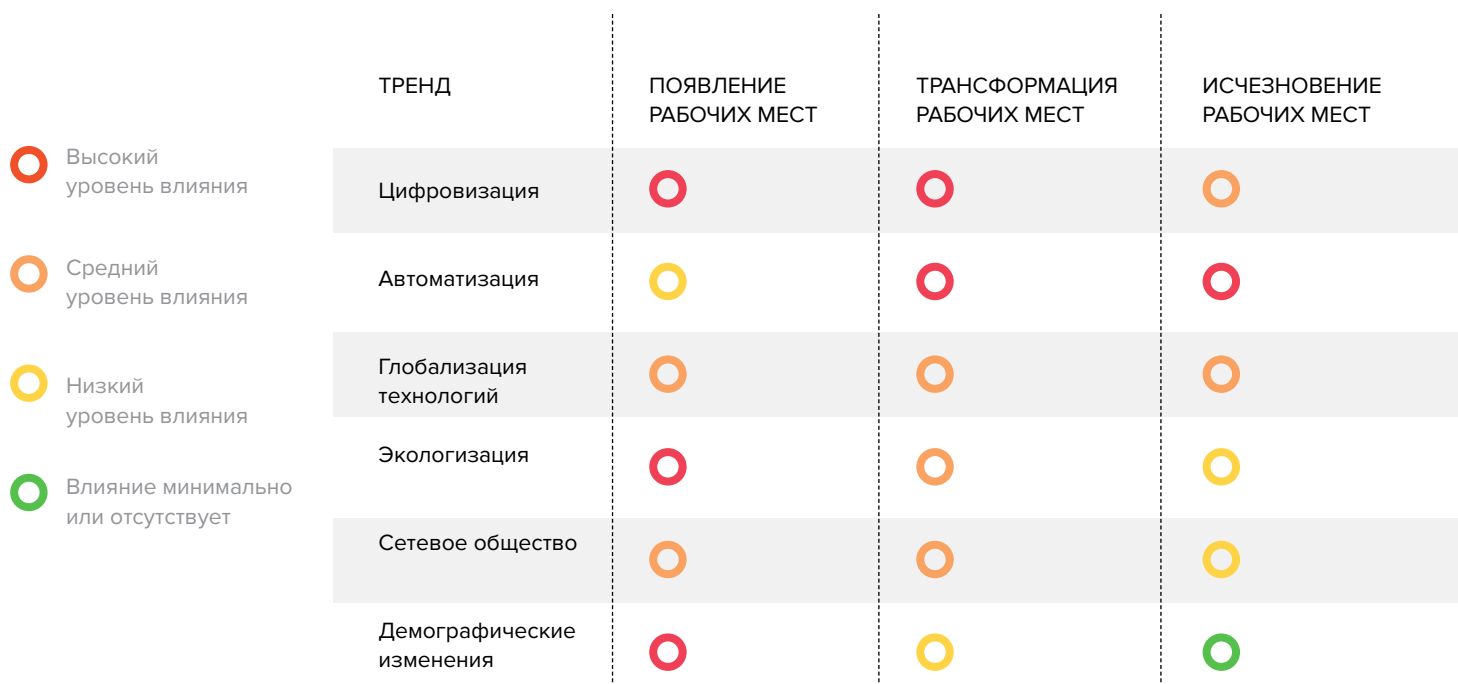 ТРЕНД
ПОЯВЛЕНИЕ
РАБОЧИХ МЕСТ
ТРАНСФОРМАЦИЯ
РАБОЧИХ МЕСТ
ИСЧЕЗНОВЕНИЕ
РАБОЧИХ МЕСТ
Высокий
уровень влияния
Средний
уровень влияния
Низкий
уровень влияния
Влияние минимально
или отсутствует
Цифровизация
Автоматизация
Глобализация
технологий
Экологизация
Сетевое общество
Демографические
изменения